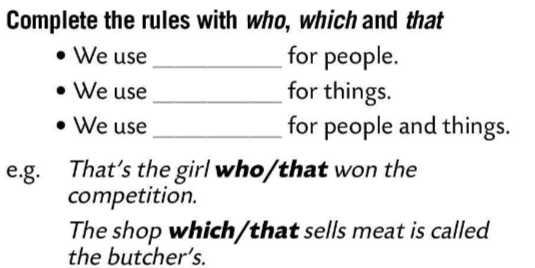 Complete the rules with who, which and that
• We use __________ for people.
• We use __________ for things.
• We use __________ for people and things.
e.g. That's the girl who/that won the
competition.
The shop which/that sells meat is called
the butcher's.